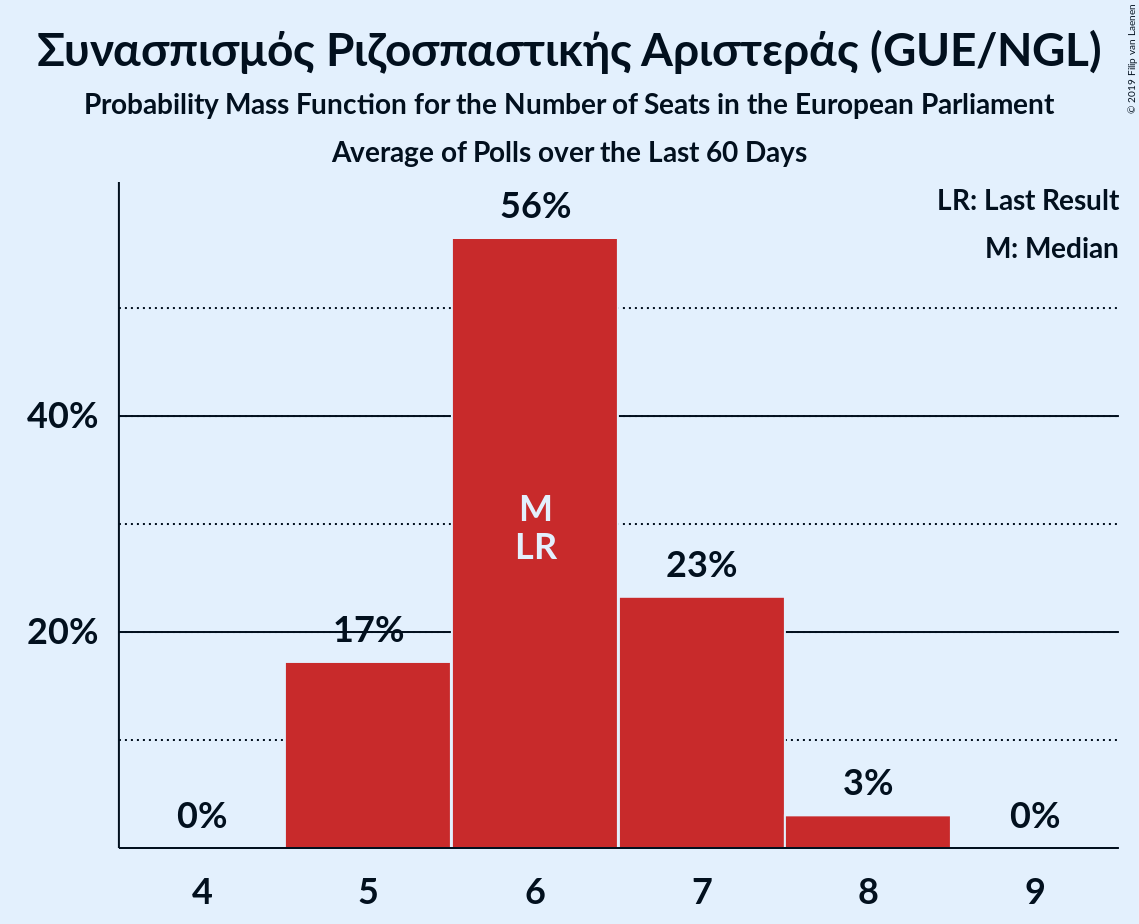 Συνασπισμός Ριζοσπαστικής Αριστεράς (GUE/NGL)
Probability Mass Function for the Number of Seats in the European Parliament
Average of Polls over the Last 60 Days
© 2019 Filip van Laenen
LR: Last Result
M: Median
56%
40%
M
LR
23%
20%
17%
3%
0%
0%
4 5 6 7 8 9